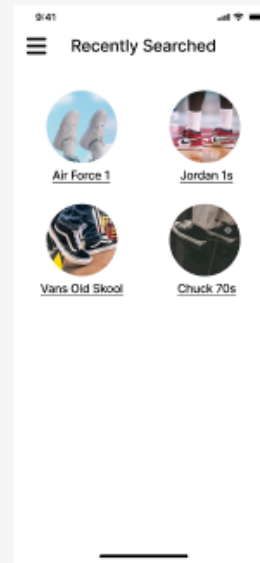 9:41
Recently Searched
Air Force 1
Jordan 1s
Vans Old Skool
Chuck 70s